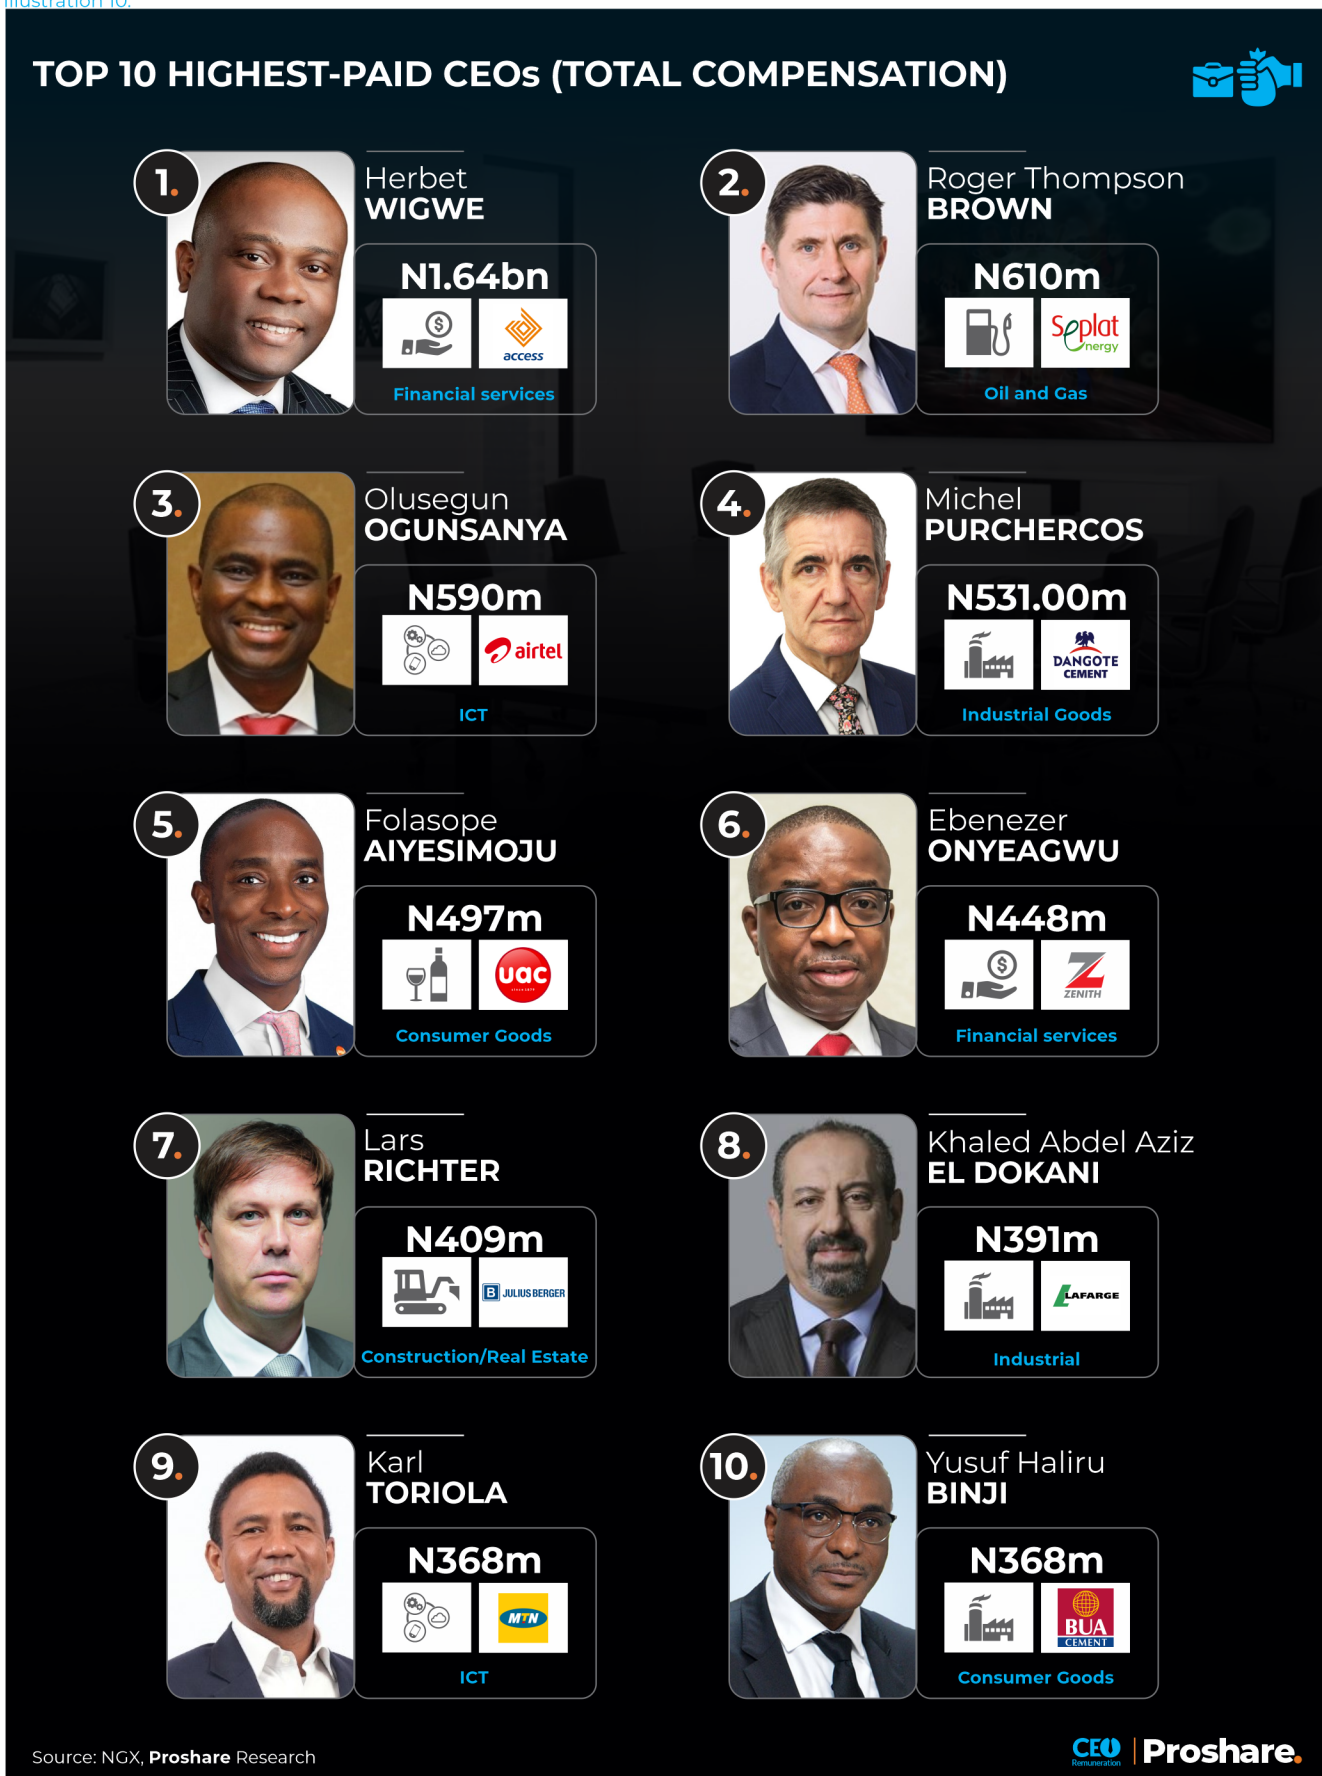 Illustration 10.
TOP 10 HIGHEST-PAID CEOs (TOTAL COMPENSATION)
1.
Herbet
WIGWE
N1.64bn
access
Financial services
2.
Roger Thompson
BROWN
N610m
Seplat
energy
Oil and Gas
3.
Olusegun
OGUNSANYA
N590m
airtel
ICT
4.
Michel
PURCHERCOS
N531.00m
DANGOTE
CEMENT
Industrial Goods
5.
Folasope
AIYESIMOJU
N497m
uac
Consumer Goods
6.
Ebenezer
ONYEAGWU
N448m
ZENITH
Financial services
7.
Lars
RICHTER
N409m
B JULIUS BERGER
Construction/Real Estate
8.
Khaled Abdel Aziz
EL DOKANI
N391m
LAFARGE
Industrial
9.
Karl
TORIOLA
N368m
MTN
ICT
10.
Yusuf Haliru
BINJI
N368m
BUA
CEMENT
Consumer Goods
Source: NGX, Proshare Research
CEO
Remuneration
Proshare.